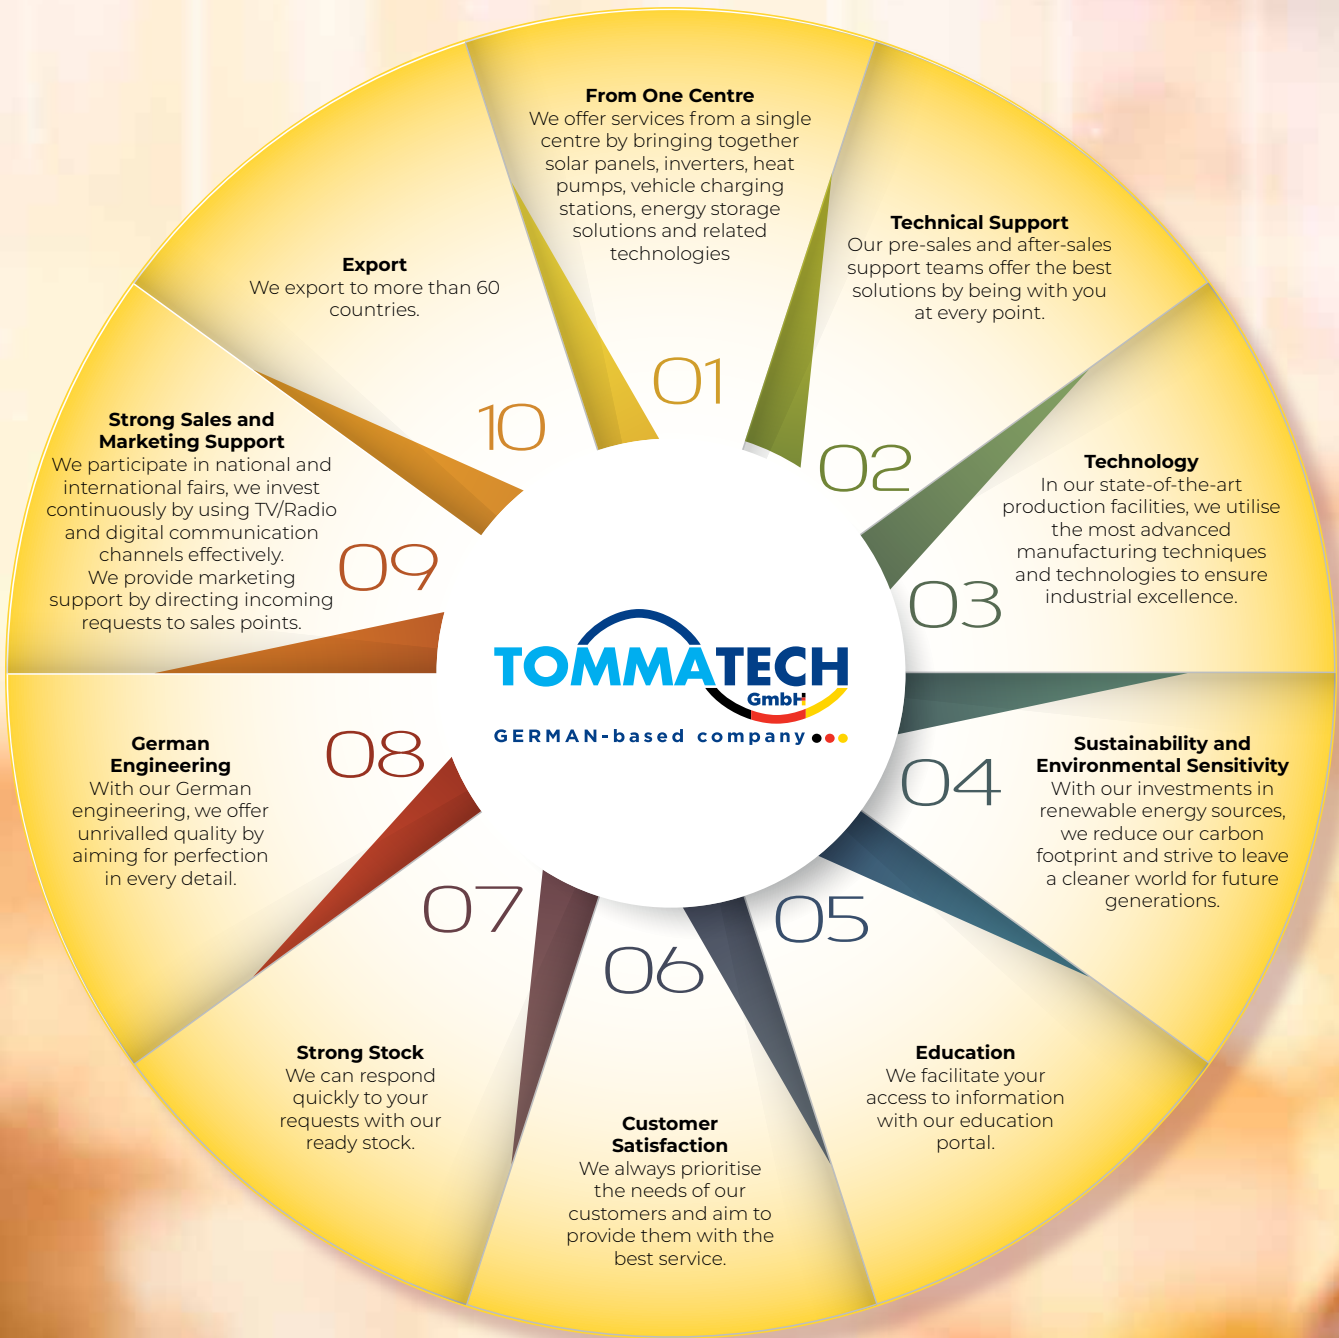 From One Centre
We offer services from a single
centre by bringing together
solar panels, inverters, heat
pumps, vehicle charging
stations, energy storage
solutions and related
technologies
01
Technical Support
Our pre-sales and after-sales
support teams offer the best
solutions by being with you
at every point.
02
Technology
In our state-of-the-art
production facilities, we utilise
the most advanced
manufacturing techniques
and technologies to ensure
industrial excellence.
03
Sustainability and
Environmental Sensitivity
With our investments in
renewable energy sources,
we reduce our carbon
footprint and strive to leave
a cleaner world for future
generations.
04
Education
We facilitate your
access to information
with our education
portal.
05
Customer
Satisfaction
We always prioritise
the needs of our
customers and aim to
provide them with the
best service.
06
Strong Stock
We can respond
quickly to your
requests with our
ready stock.
07
German
Engineering
With our German
engineering, we offer
unrivalled quality by
aiming for perfection
in every detail.
08
Strong Sales and
Marketing Support
We participate in national and
international fairs, we invest
continuously by using TV/Radio
and digital communication
channels effectively.
We provide marketing
support by directing incoming
requests to sales points.
09
Export
We export to more than 60
countries.
10
TOMMATECH
GmbH
GERMAN-based company